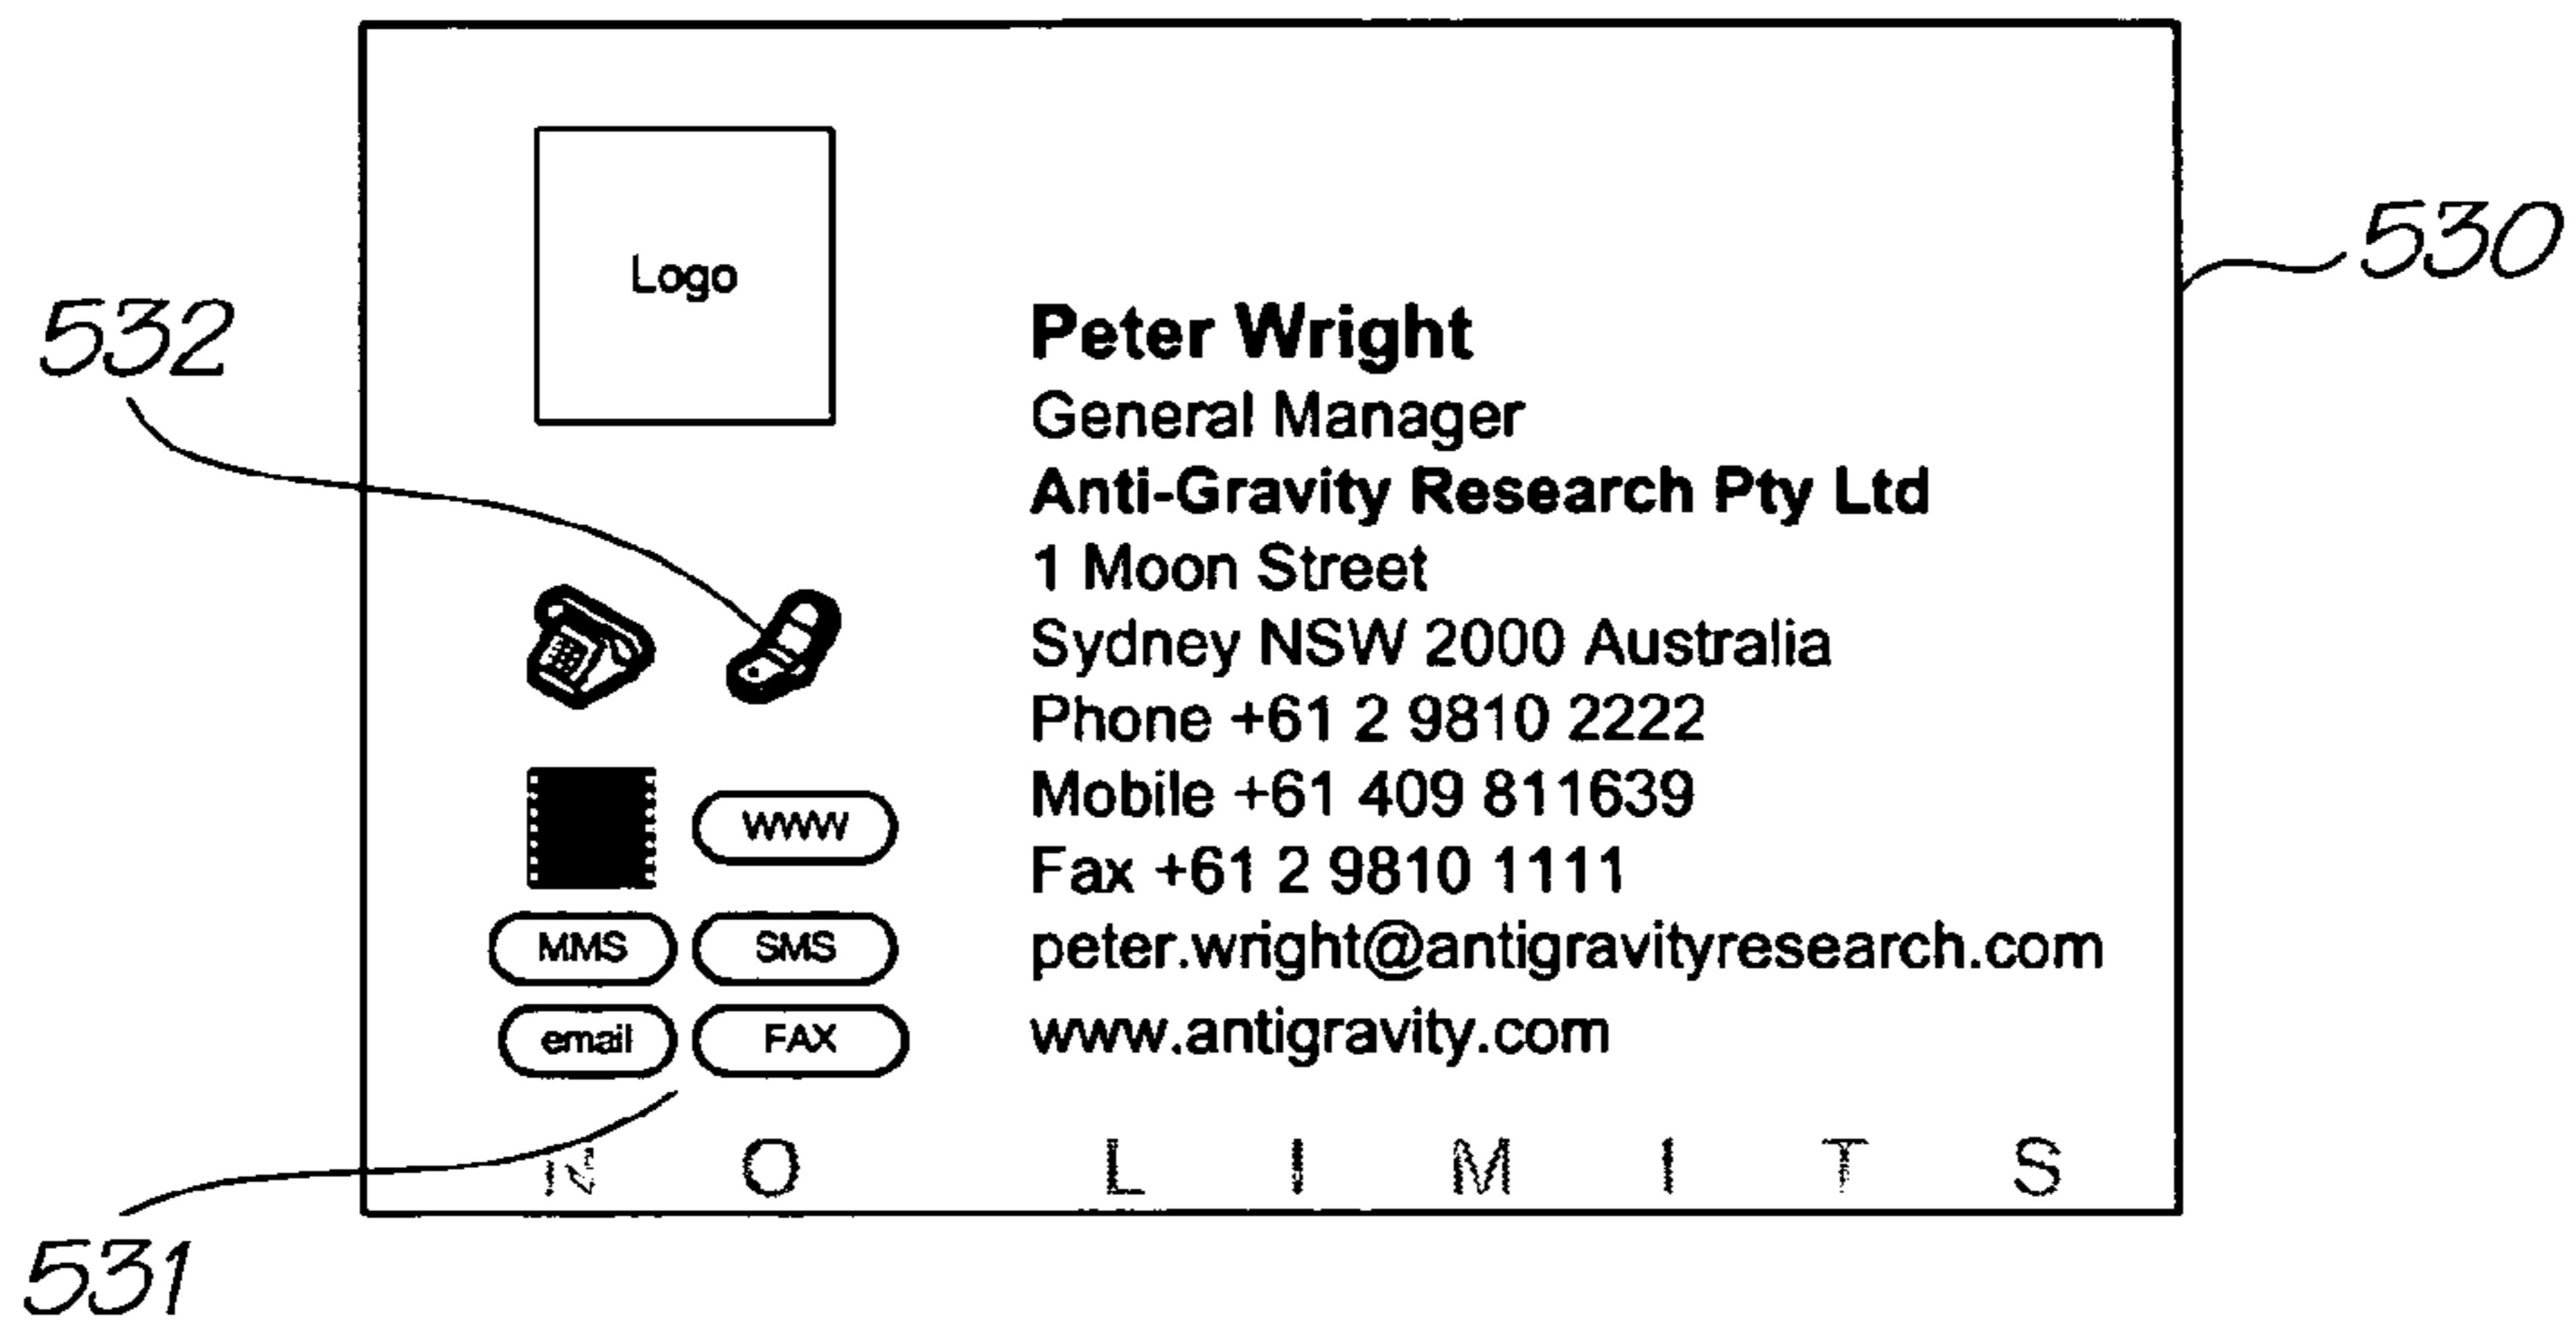 530
Logo
532
Peter Wright
General Manager
Anti-Gravity Research Pty Ltd
1 Moon Street
Sydney NSW 2000 Australia
Phone +61 2 9810 2222
Mobile +61 409 811639
Fax +61 2 9810 1111
peter.wright@antigravityresearch.com
www.antigravity.com
WWW
MMS SMS
email FAX
N O L I M I T S
531